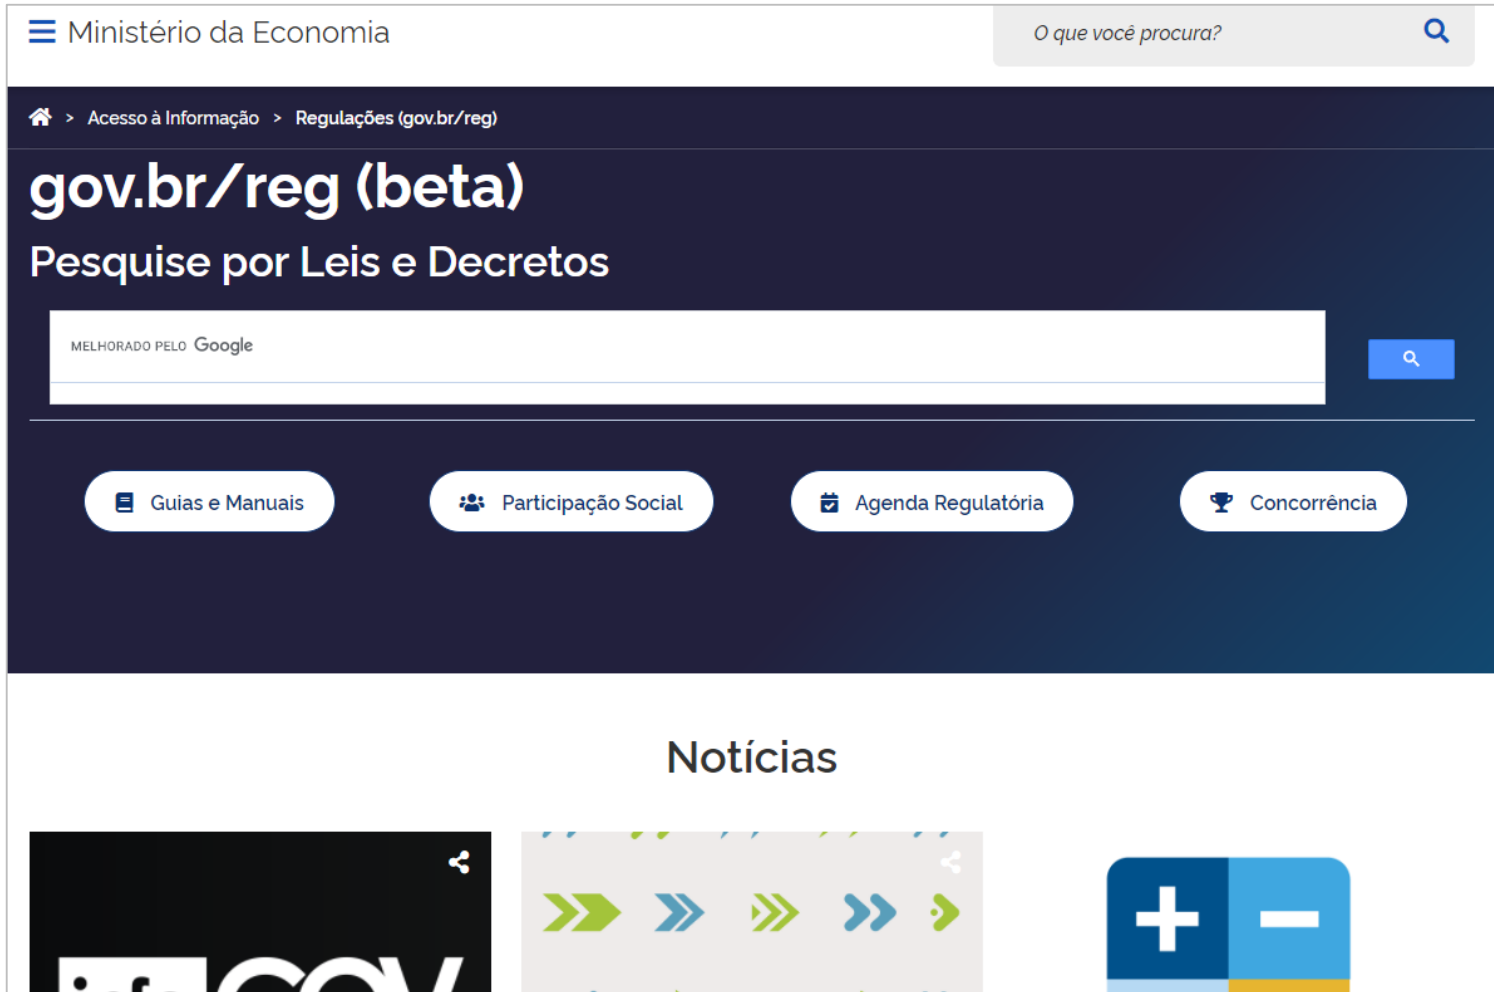 Ministério da Economia
O que você procura?
> Acesso à Informação > Regulações (gov.br/reg)
gov.br/reg (beta)
Pesquise por Leis e Decretos
MELHORADO PELO Google
Guias e Manuais
Participação Social
Agenda Regulatória
Concorrência
Notícias